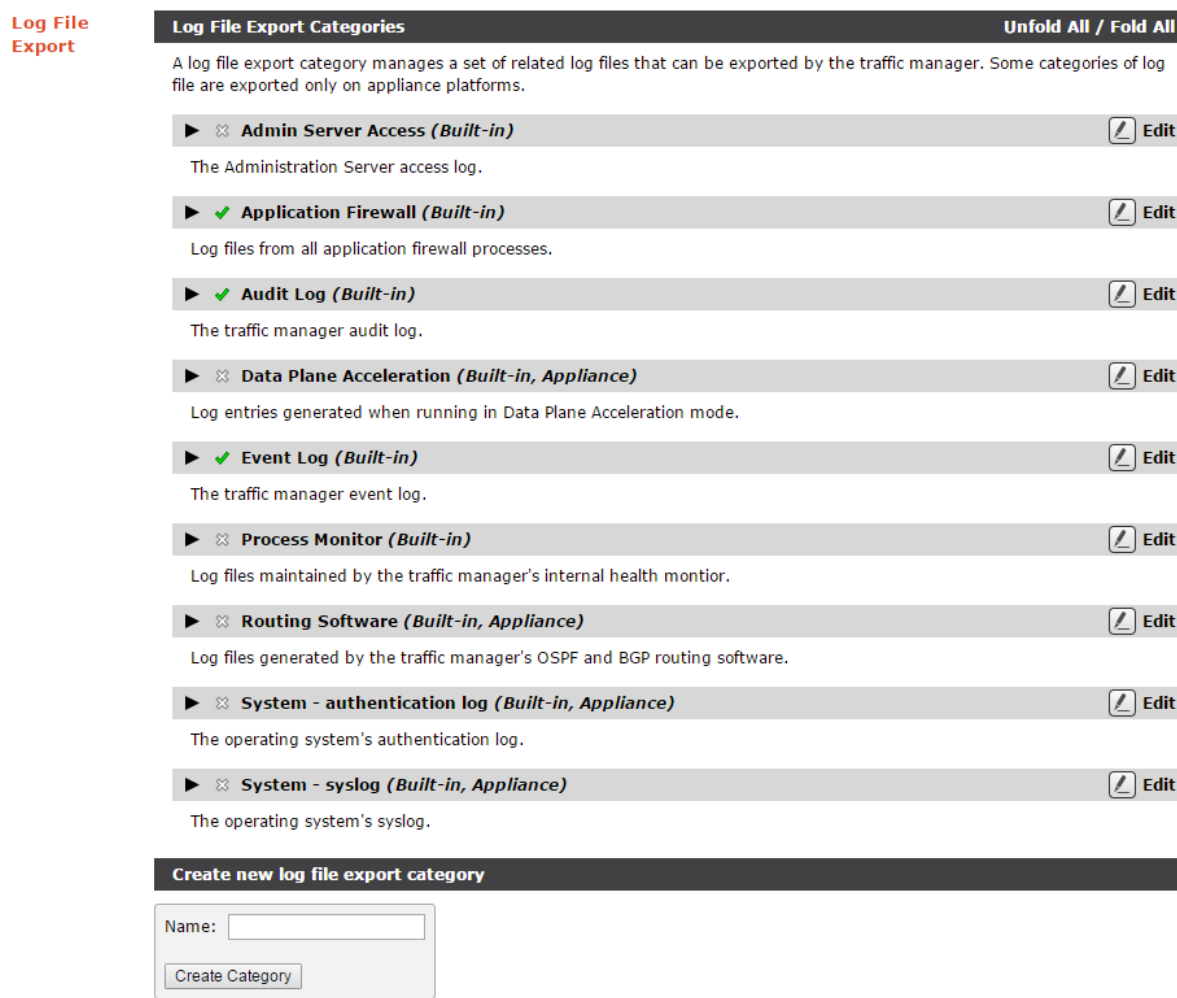 Log File
Export
Log File Export Categories Unfold All / Fold All
A log file export category manages a set of related log files that can be exported by the traffic manager. Some categories of log
file are exported only on appliance platforms.
Admin Server Access (Built-in) Edit
The Administration Server access log.
Application Firewall (Built-in) Edit
Log files from all application firewall processes.
Audit Log (Built-in) Edit
The traffic manager audit log.
Data Plane Acceleration (Built-in, Appliance) Edit
Log entries generated when running in Data Plane Acceleration mode.
Event Log (Built-in) Edit
The traffic manager event log.
Process Monitor (Built-in) Edit
Log files maintained by the traffic manager's internal health montior.
Routing Software (Built-in, Appliance) Edit
Log files generated by the traffic manager's OSPF and BGP routing software.
System - authentication log (Built-in, Appliance) Edit
The operating system's authentication log.
System - syslog (Built-in, Appliance) Edit
The operating system's syslog.
Create new log file export category
Name:
Create Category